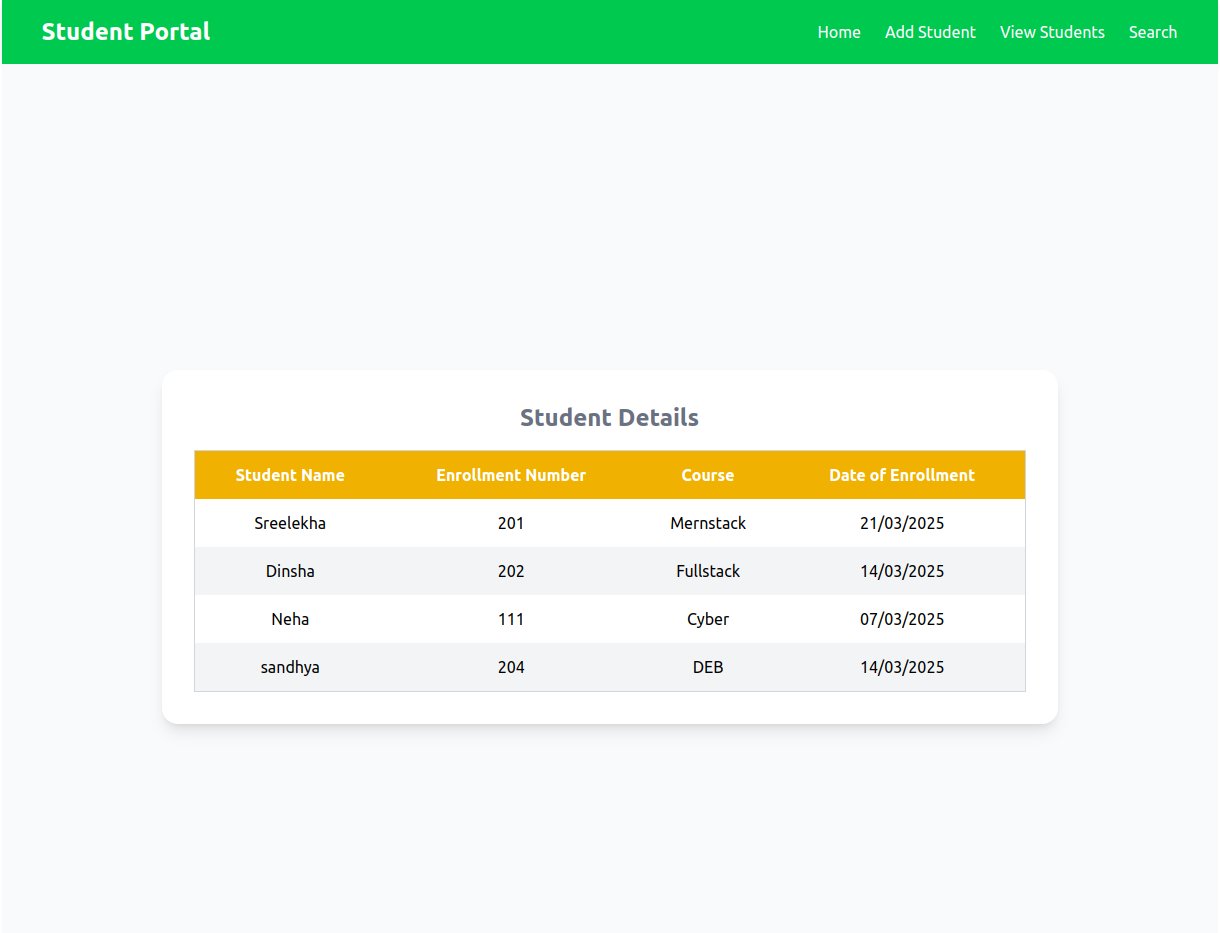 Student Portal Home Add Student View Students Search
Student Details
Student Name Enrollment Number Course Date of Enrollment
Sreelekha 201 Mernstack 21/03/2025
Dinsha 202 Fullstack 14/03/2025
Neha 111 Cyber 07/03/2025
sandhya 204 DEB 14/03/2025